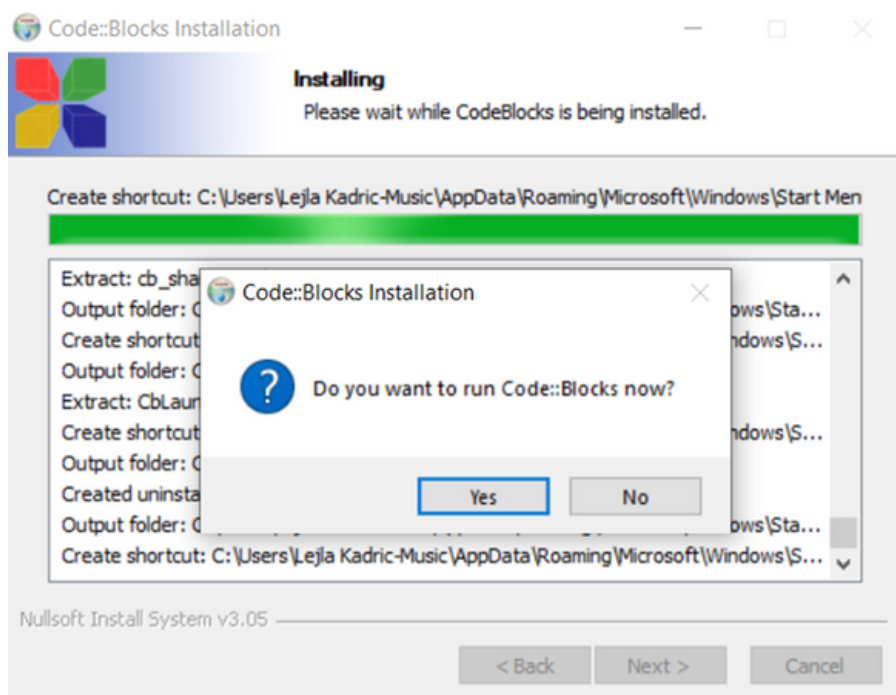 Code::Blocks Installation
Installing
Please wait while CodeBlocks is being installed.
Create shortcut: C:\Users\Lejla Kadric-Music\AppData\Roaming\Microsoft\Windows\Start Men
Extract: cb_sha
Output folder: C
ows\Sta...
Create shortcut
ndows\S...
Output folder: C
Extract: CbLaun
Create shortcut
ndows\S...
Output folder: C
Created uninsta
Output folder: C
ows\Sta...
Create shortcut: C:\Users\Lejla Kadric-Music\AppData\Roaming\Microsoft\Windows\S...
Code::Blocks Installation
Do you want to run Code::Blocks now?
Yes No
Nullsoft Install System v3.05
< Back Next > Cancel